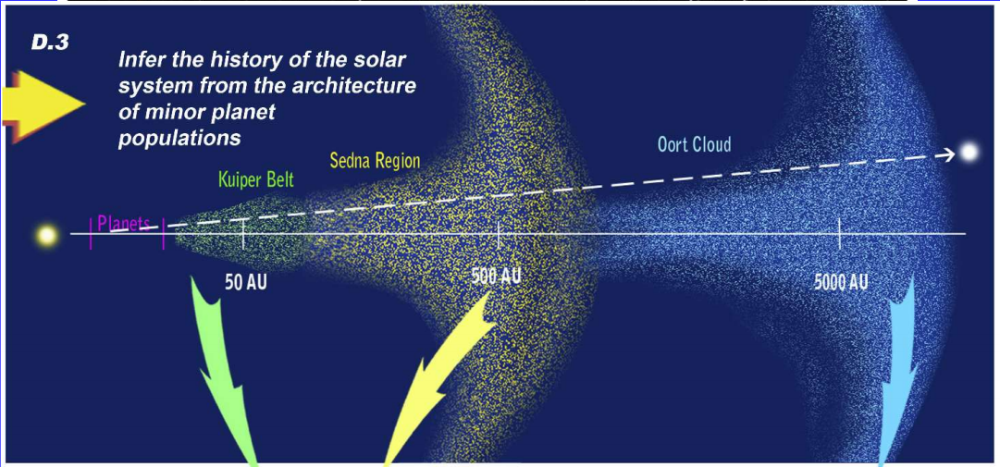 D.3
Infer the history of the solar
system from the architecture
of minor planet
populations
Oort Cloud
Sedna Region
Kuiper Belt
Planets
50 AU
500 AU
5000 AU